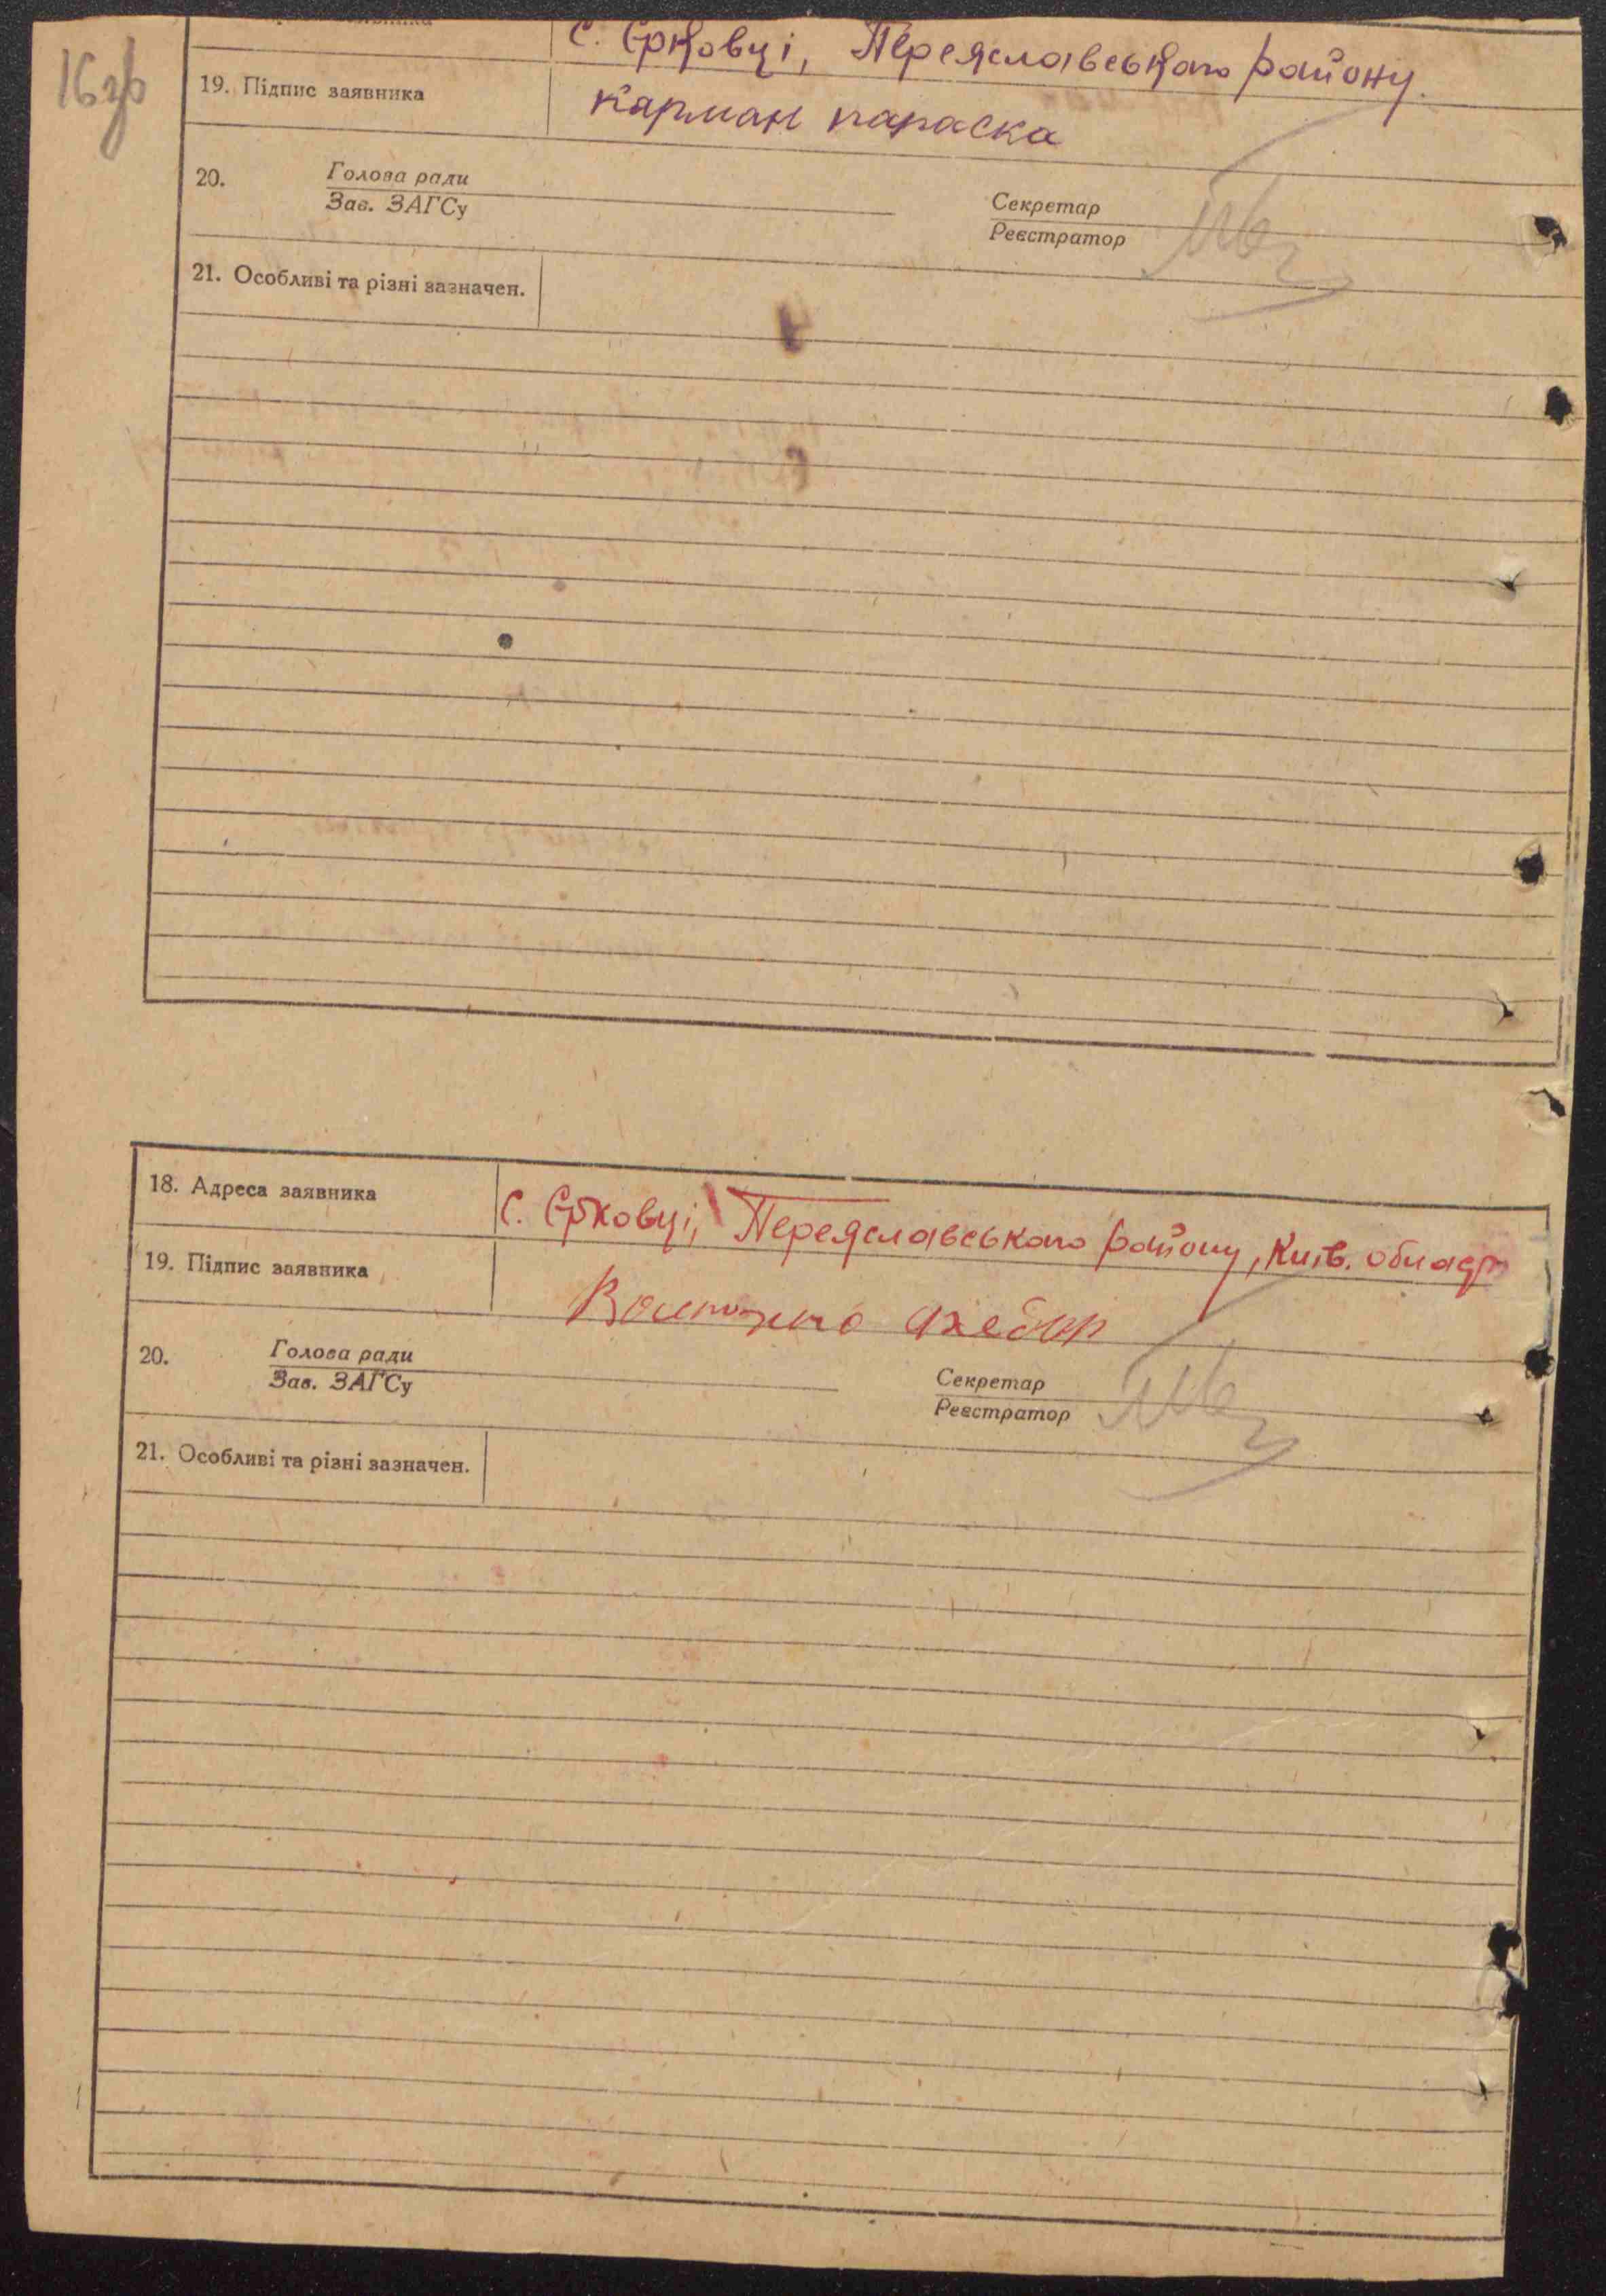 16зв
С. Єрковці, Переяславського району.
19. Підпис заявника
Карман параска
20. Голова ради
Зав. ЗАГСу
Секретар
Реєстратор
21. Особливі та різні зазначен.
18. Адреса заявника
С. Єрковці, Переяславського району, Київ. област
19. Підпис заявника
20. Голова ради
Зав. ЗАГСу
Секретар
Реєстратор
21. Особливі та різні зазначен.